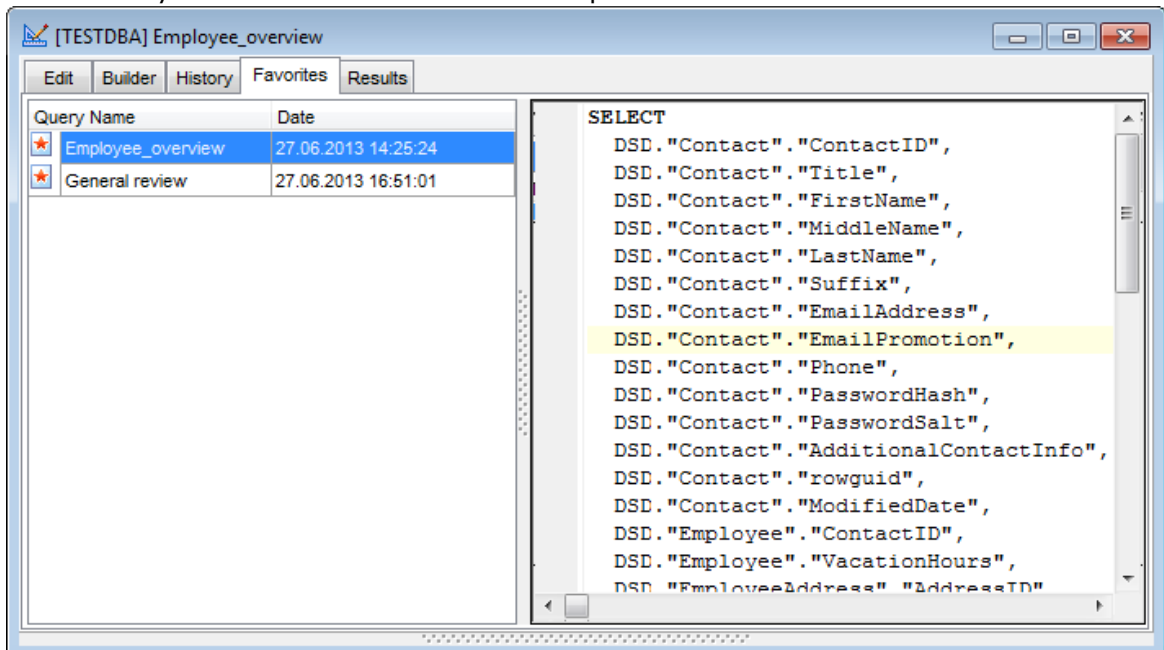 [TESTDBA] Employee_overview
Edit Builder History Favorites Results
Query Name Date
Employee_overview 27.06.2013 14:25:24
General review 27.06.2013 16:51:01
SELECT
DSD."Contact"."ContactID",
DSD."Contact"."Title",
DSD."Contact"."FirstName",
DSD."Contact"."MiddleName",
DSD."Contact"."LastName",
DSD."Contact"."Suffix",
DSD."Contact"."EmailAddress",
DSD."Contact"."EmailPromotion",
DSD."Contact"."Phone",
DSD."Contact"."PasswordHash",
DSD."Contact"."PasswordSalt",
DSD."Contact"."AdditionalContactInfo",
DSD."Contact"."rowguid",
DSD."Contact"."ModifiedDate",
DSD."Employee"."ContactID",
DSD."Employee"."VacationHours",
DSD."EmployeeAddress"."AddressID"